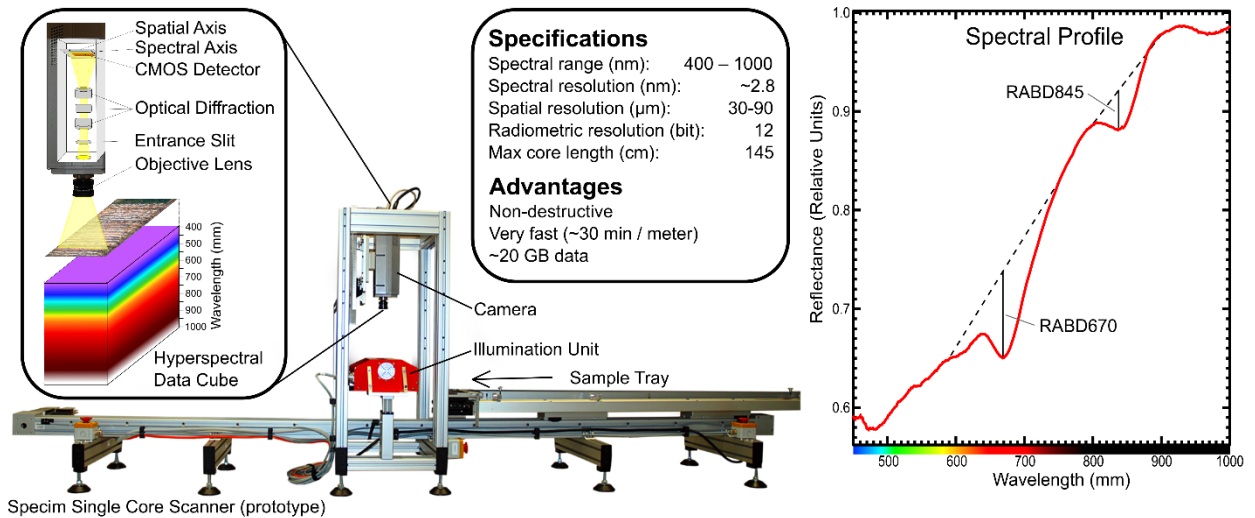 Spatial Axis
Spectral Axis
CMOS Detector
Optical Diffraction
Entrance Slit
Objective Lens
400
500
600
700
800
900
1000
Wavelength (mm)
Hyperspectral
Data Cube
Specifications
Spectral range (nm): 400 – 1000
Spectral resolution (nm): ~2.8
Spatial resolution (µm): 30-90
Radiometric resolution (bit): 12
Max core length (cm): 145
Advantages
Non-destructive
Very fast (~30 min / meter)
~20 GB data
Camera
Illumination Unit
Sample Tray
Specim Single Core Scanner (prototype)
Spectral Profile
RABD845
RABD670
Reflectance (Relative Units)
1.0
0.9
0.8
0.7
0.6
500 600 700 800 900 1000
Wavelength (mm)